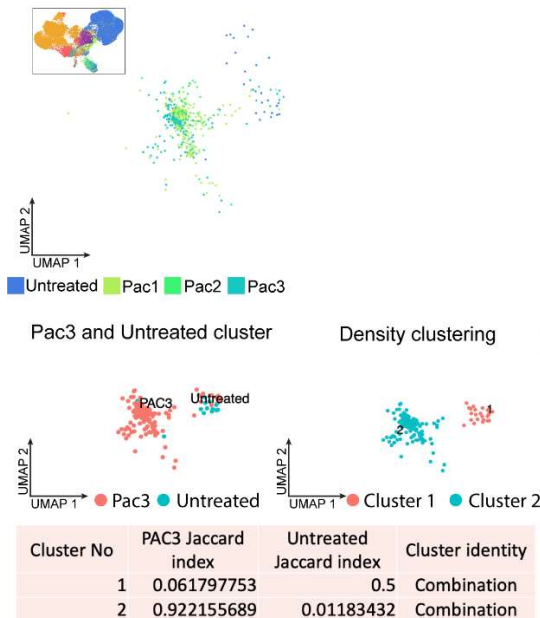 UMAP 2
UMAP 1
Untreated Pac1 Pac2 Pac3
Pac3 and Untreated cluster
Density clustering
PAC3
Untreated
1
2
UMAP 2
UMAP 1
Pac3 Untreated
UMAP 2
UMAP 1
Cluster 1 Cluster 2
Cluster No PAC3 Jaccard index Untreated Jaccard index Cluster identity
1 0.061797753 0.5 Combination
2 0.922155689 0.01183432 Combination